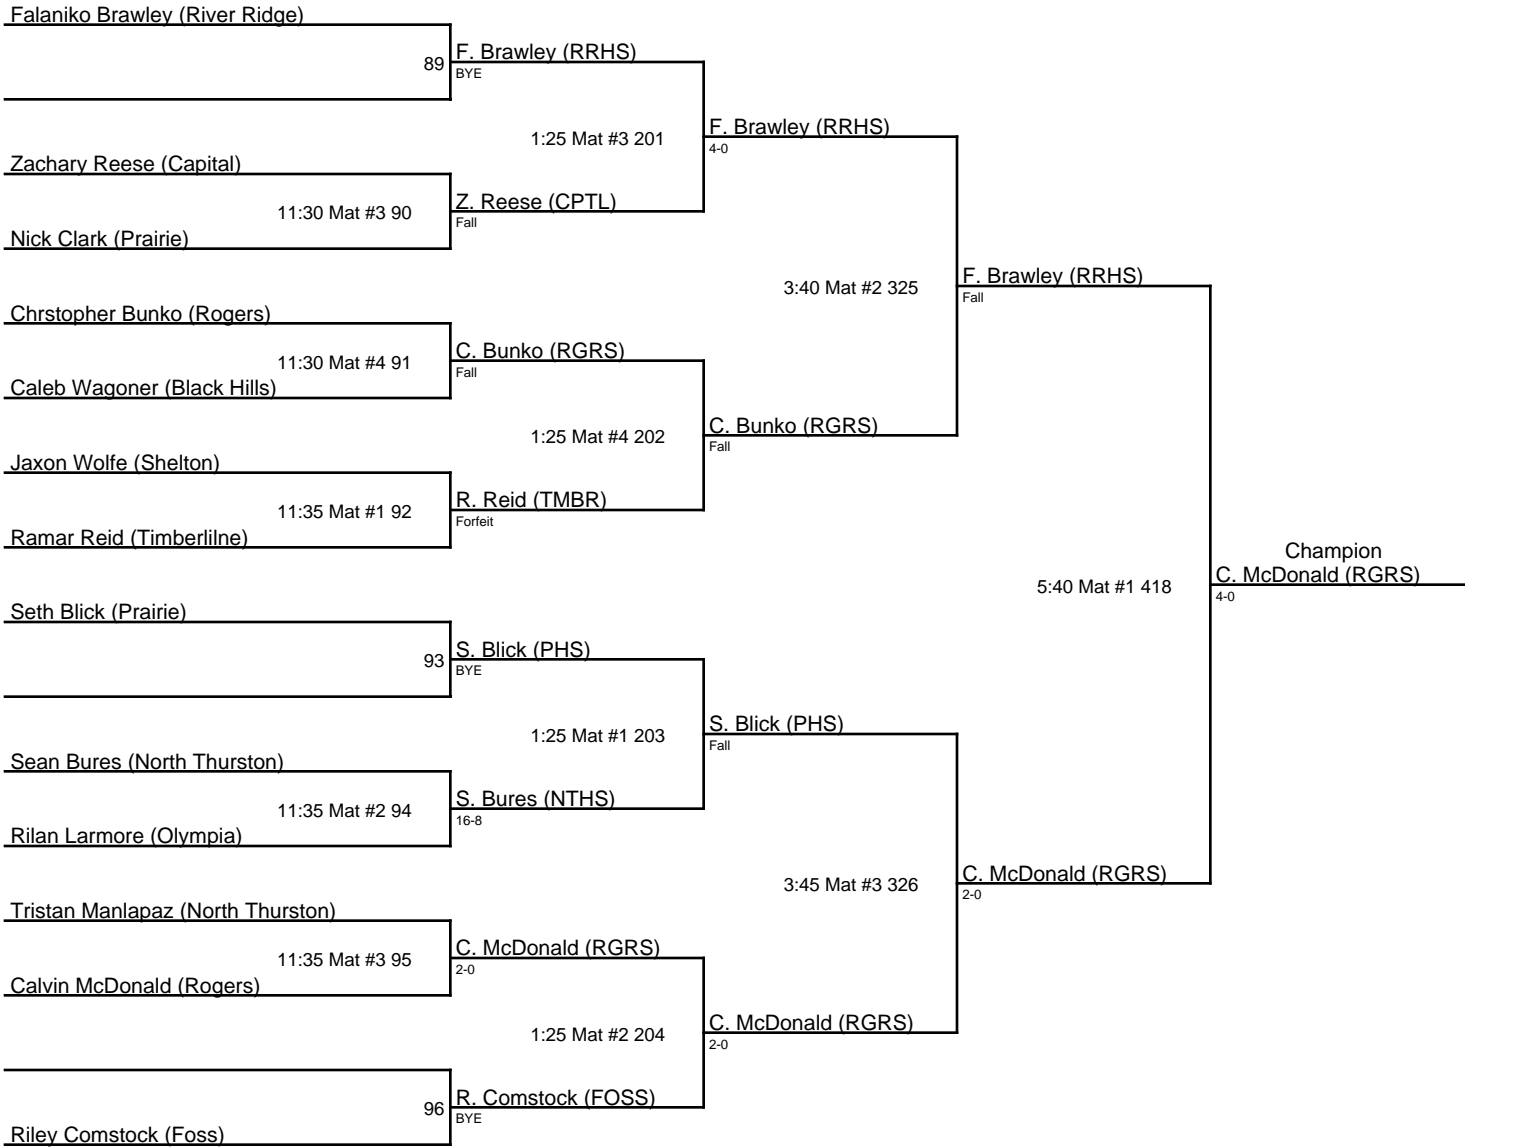 Falaniko Brawley (River Ridge)
89
F. Brawley (RRHS)
BYE
1:25 Mat #3 201
F. Brawley (RRHS)
4-0
Zachary Reese (Capital)
11:30 Mat #3 90
Z. Reese (CPTL)
Fall
Nick Clark (Prairie)
3:40 Mat #2 325
F. Brawley (RRHS)
Fall
Chrstopher Bunko (Rogers)
11:30 Mat #4 91
C. Bunko (RGRS)
Fall
Caleb Wagoner (Black Hills)
1:25 Mat #4 202
C. Bunko (RGRS)
Fall
Jaxon Wolfe (Shelton)
11:35 Mat #1 92
R. Reid (TMBR)
Forfeit
Ramar Reid (Timberlilne)
5:40 Mat #1 418
Champion
C. McDonald (RGRS)
4-0
Seth Blick (Prairie)
93
S. Blick (PHS)
BYE
1:25 Mat #1 203
S. Blick (PHS)
Fall
Sean Bures (North Thurston)
11:35 Mat #2 94
S. Bures (NTHS)
16-8
Rilan Larmore (Olympia)
3:45 Mat #3 326
C. McDonald (RGRS)
2-0
Tristan Manlapaz (North Thurston)
11:35 Mat #3 95
C. McDonald (RGRS)
2-0
Calvin McDonald (Rogers)
1:25 Mat #2 204
C. McDonald (RGRS)
2-0
96
R. Comstock (FOSS)
BYE
Riley Comstock (Foss)